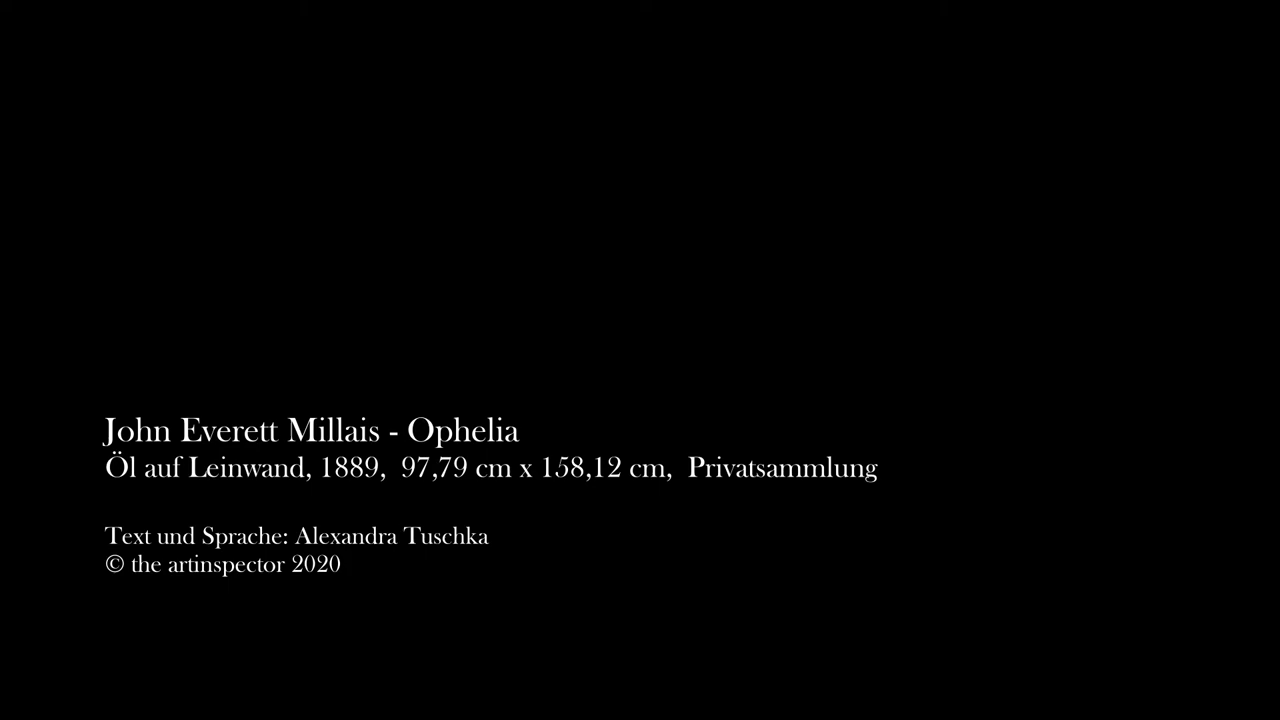 John Everett Millais - Ophelia
Öl auf Leinwand, 1889, 97,79 cm x 158,12 cm, Privatsammlung
Text und Sprache: Alexandra Tuschka
© the artinspector 2020